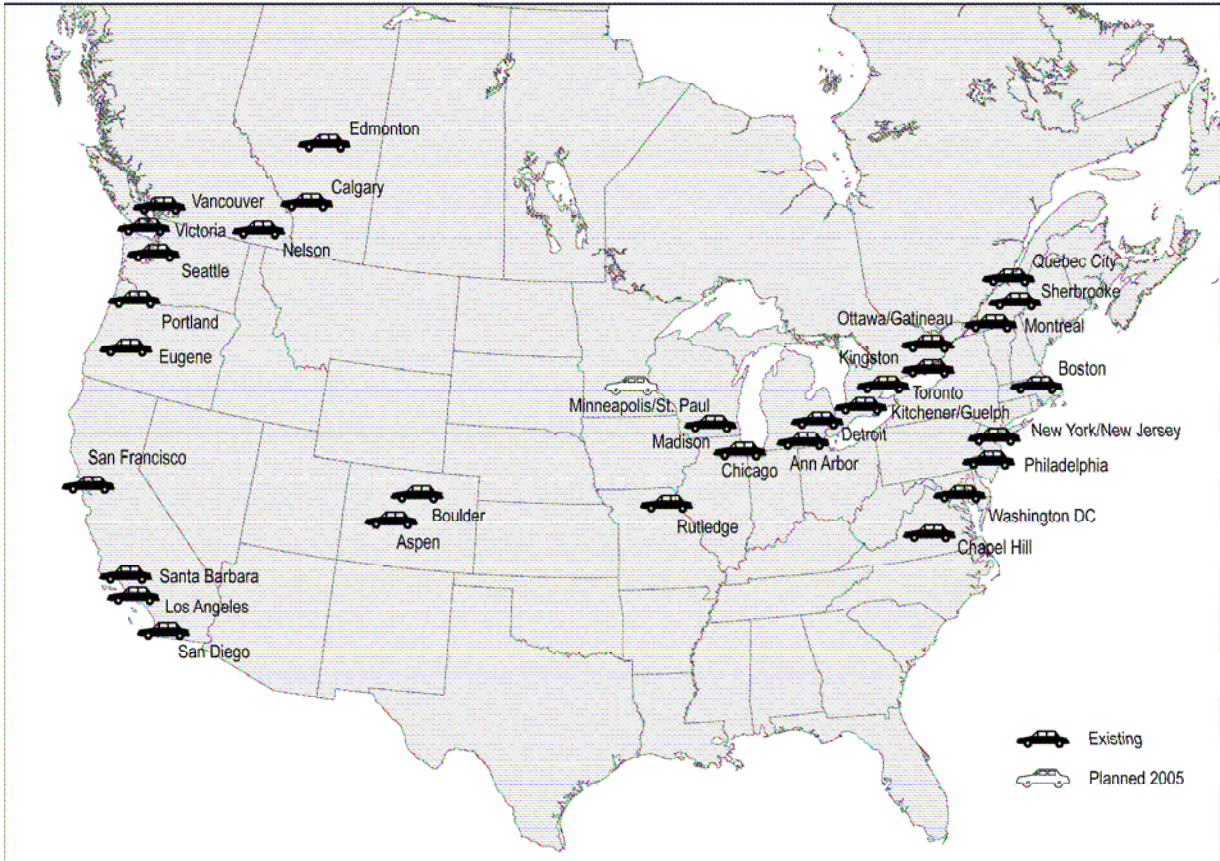 Edmonton
Calgary
Vancouver
Victoria
Nelson
Seattle
Portland
Eugene
Quebec City
Sherbrooke
Ottawa/Gatineau
Montreal
Kingston
Boston
Toronto
Minneapolis/St. Paul
Kitchener/Guelph
Madison
Detroit
New York/New Jersey
San Francisco
Chicago
Ann Arbor
Philadelphia
Boulder
Rutledge
Washington DC
Aspen
Chapel Hill
Santa Barbara
Los Angeles
San Diego
Existing
Planned 2005